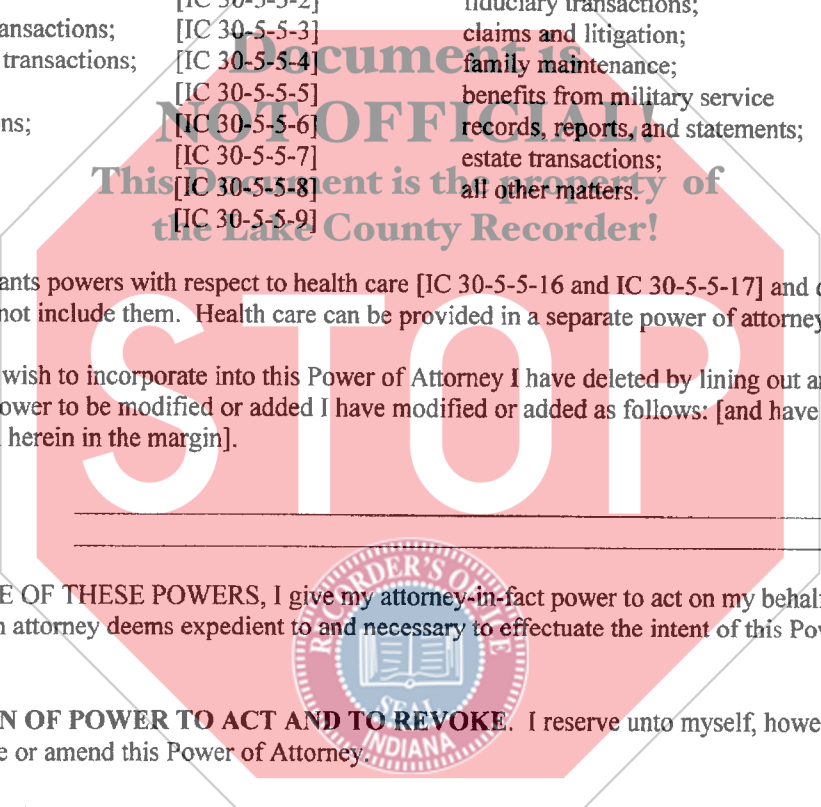 [IC 30-5-5-2] fiduciary transactions;
ansactions; [IC 30-5-5-3] claims and litigation;
transactions; [IC 30-5-5-4] family maintenance;
[IC 30-5-5-5] benefits from military service
ns; [IC 30-5-5-6] records, reports, and statements;
[IC 30-5-5-7] estate transactions;
[IC 30-5-5-8] all other matters.
[IC 30-5-5-9]
Document is
NOT OFFICIAL!
This Document is the property of
the Lake County Recorder!
ants powers with respect to health care [IC 30-5-5-16 and IC 30-5-5-17] and
not include them. Health care can be provided in a separate power of attorney
wish to incorporate into this Power of Attorney I have deleted by lining out
ower to be modified or added I have modified or added as follows: [and have
herein in the margin].
STOP
E OF THESE POWERS, I give my attorney-in-fact power to act on my behalf
attorney deems expedient to and necessary to effectuate the intent of this Po
N OF POWER TO ACT AND TO REVOKE. I reserve unto myself, howe
e or amend this Power of Attorney.
RECORDER'S OFFICE
SEAL
INDIANA